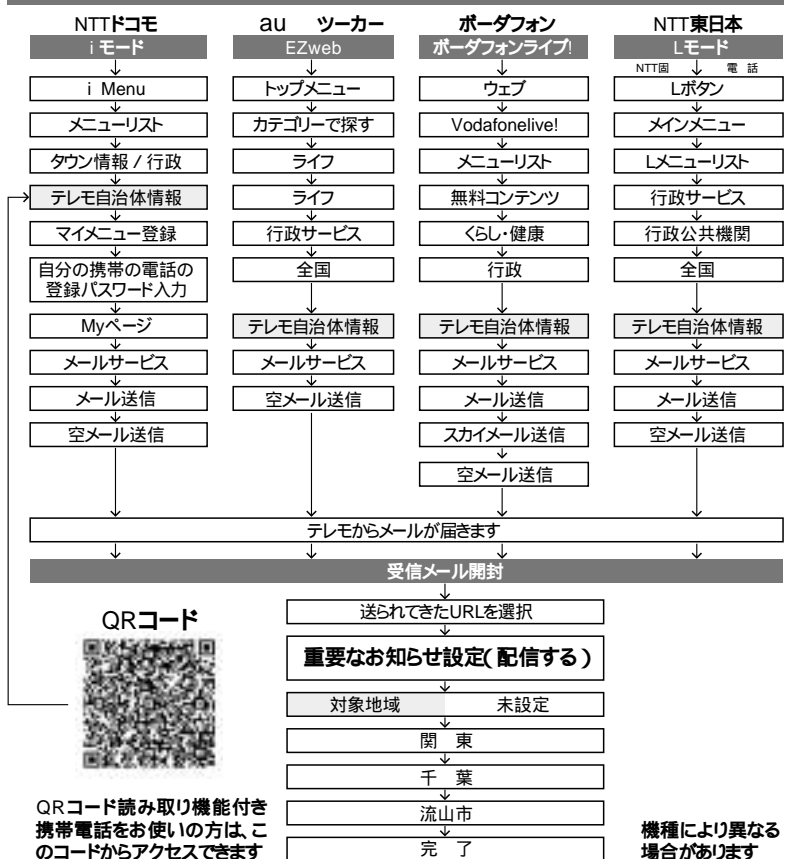 NTTドコモ
iモード
i Menu
メニューリスト
タウン情報／行政
テレモ自治体情報
マイメニュー登録
自分の携帯の電話の
登録パスワード入力
Myページ
メールサービス
メール送信
空メール送信
au ツーカー
EZweb
トップメニュー
カテゴリーで探す
ライフ
ライフ
行政サービス
全国
テレモ自治体情報
メールサービス
空メール送信
ボーダフォン
ボーダフォンライブ!
ウェブ
Vodafonelive!
メニューリスト
無料コンテンツ
くらし・健康
行政
テレモ自治体情報
メールサービス
メール送信
スカイメール送信
空メール送信
NTT東日本
Lモード
NTT固 電 話
Lボタン
メインメニュー
Lメニューリスト
行政サービス
行政公共機関
全国
テレモ自治体情報
メールサービス
メール送信
空メール送信
テレモからメールが届きます
受信メール開封
送られてきたURLを選択
重要なお知らせ設定(配信する)
対象地域 未設定
関 東
千 葉
流山市
完 了
QRコード
QRコード読み取り機能付き
携帯電話をお使いの方は、こ
のコードからアクセスできます
機種により異なる
場合があります